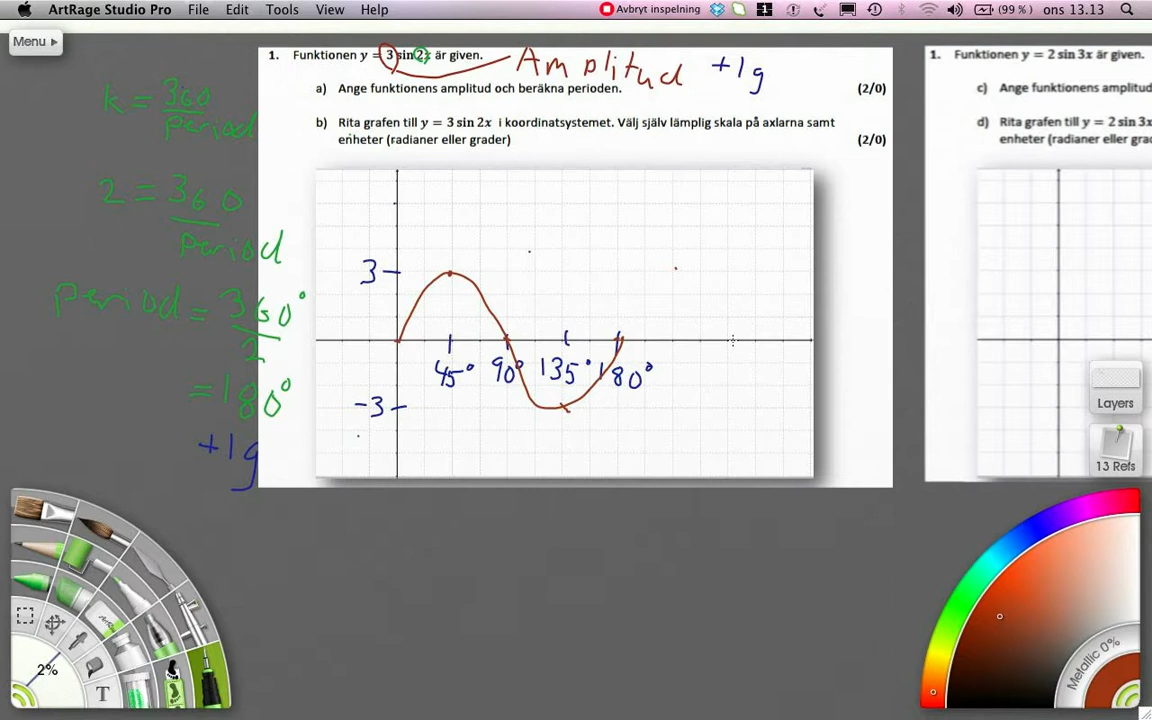 ArtRage Studio Pro File Edit Tools View Help Avbryt inspelning 1 (99 %) ons 13.13
Menu
1. Funktionen y = 3 sin 2x är given.
Amplitud +1g
a) Ange funktionens amplitud och beräkna perioden. (2/0)
b) Rita grafen till y = 3 sin 2x i koordinatsystemet. Välj själv lämplig skala på axlarna samt
enheter (radianer eller grader) (2/0)
k = 360
period
2 = 360
period
period = 360°
2
= 180°
+1g
3
45° 90° 135° 180°
-3
1. Funktionen y = 2 sin 3x är given.
c) Ange funktionens amplitud
d) Rita grafen till y = 2 sin 3x
enheter (radianer eller gra
Layers
13 Refs
2%
T
Metallic 0%